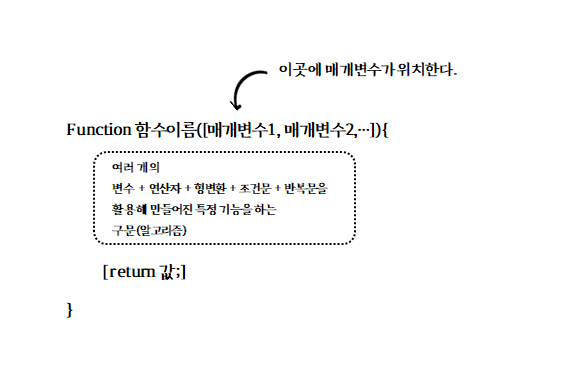 이곳에 매개변수가 위치한다.
Function 함수이름([매개변수1, 매개변수2,…]){
여러 개의
변수 + 연산자 + 형변환 + 조건문 + 반복문을
활용해 만들어진 특정 기능을 하는
구문(알고리즘)
[return 값;]
}